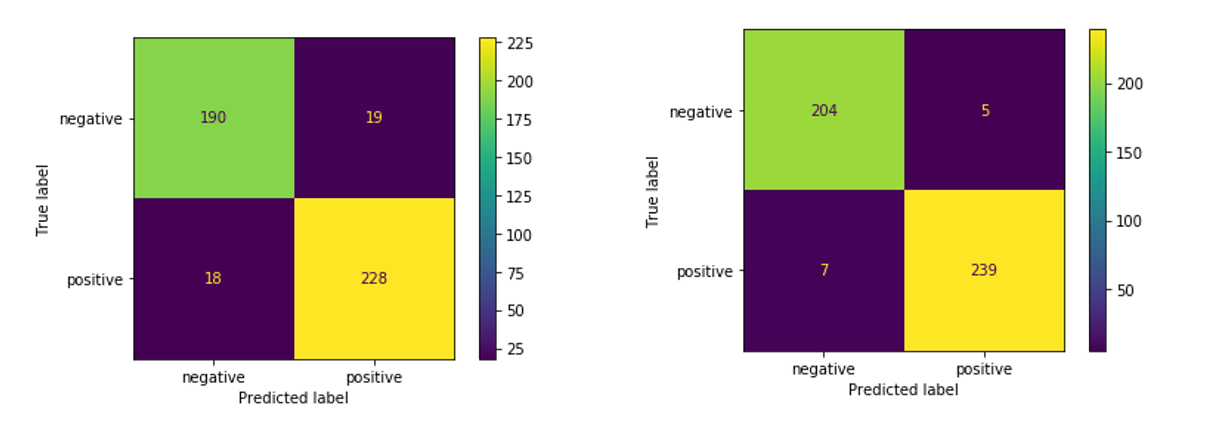 negative
positive
True label
190
19
18
228
negative
positive
Predicted label
225
200
175
150
125
100
75
50
25
negative
positive
True label
204
5
7
239
negative
positive
Predicted label
200
150
100
50